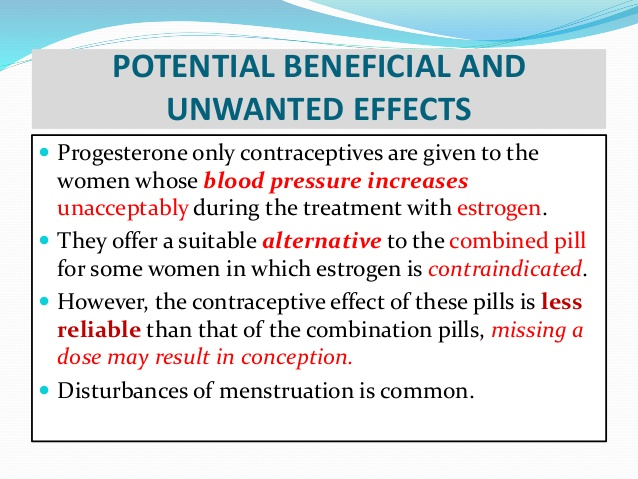 POTENTIAL BENEFICIAL AND
UNWANTED EFFECTS
• Progesterone only contraceptives are given to the
women whose blood pressure increases
unacceptably during the treatment with estrogen.
• They offer a suitable alternative to the combined pill
for some women in which estrogen is contraindicated.
• However, the contraceptive effect of these pills is less
reliable than that of the combination pills, missing a
dose may result in conception.
• Disturbances of menstruation is common.